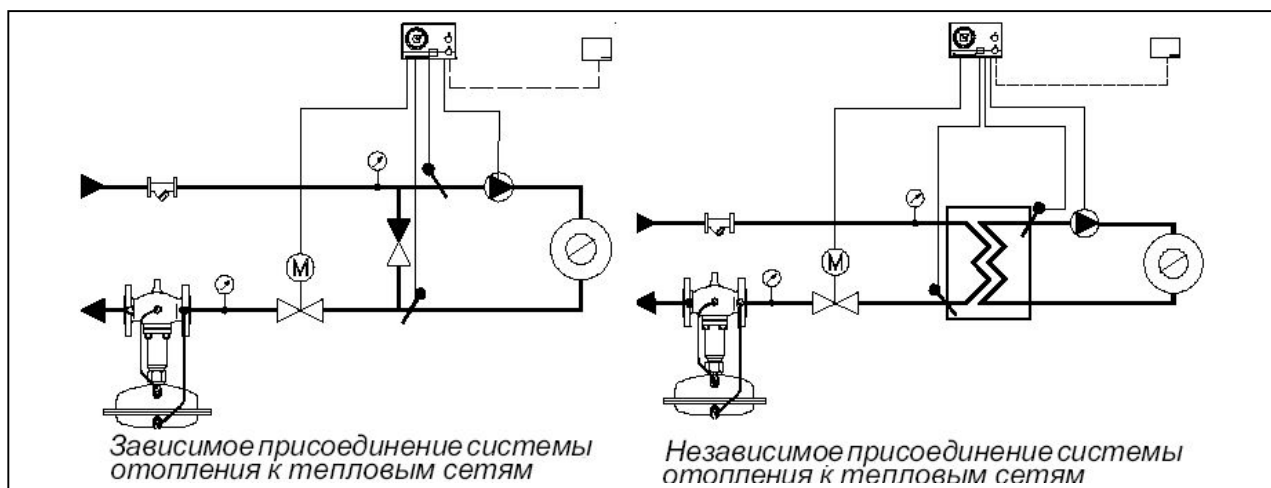 M
M
Зависимое присоединение системы
отопления к тепловым сетям
Независимое присоединение системы
отопления к тепловым сетям